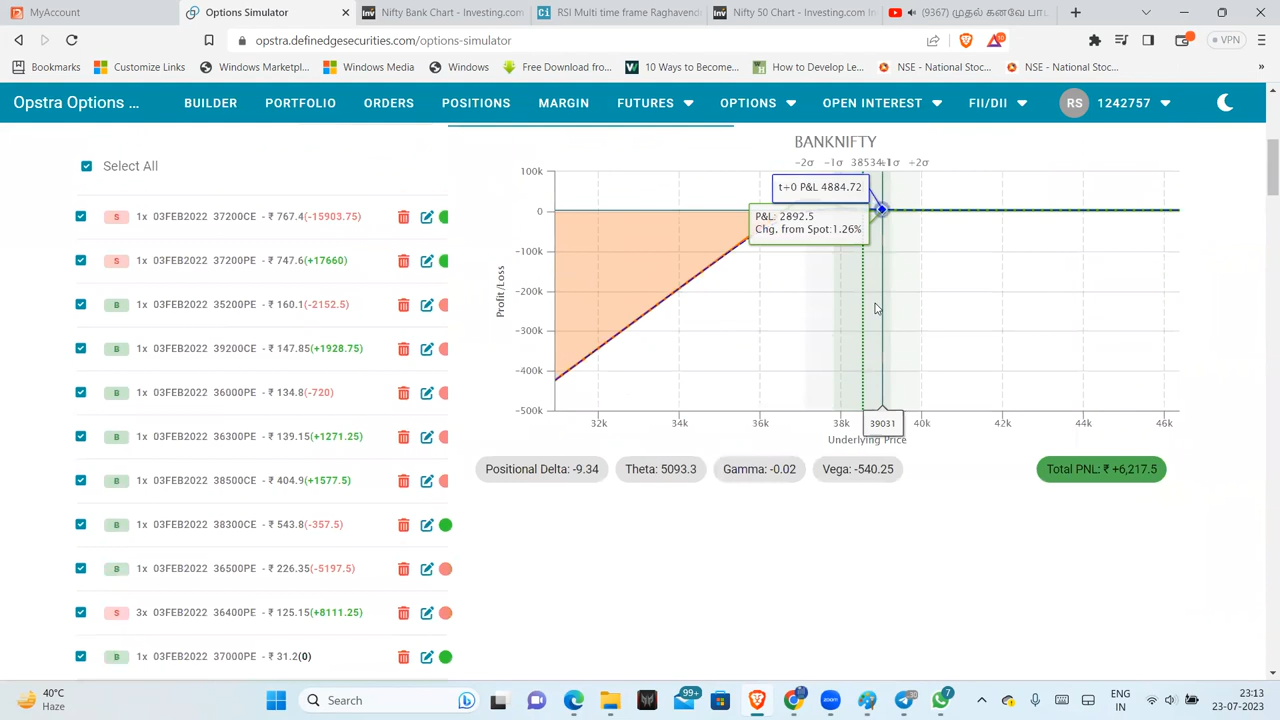 MyAccount
Options Simulator
Nifty Bank Chart - Investing.com
RSI Multi time frame Raghavend
Nifty 50 Chart - Investing.com In
(9367) முதல் கனவே பா
opstra.definedgesecurities.com/options-simulator
10
VPN
Bookmarks
Customize Links
Windows Marketpl...
Windows Media
Windows
Free Download fro...
10 Ways to Become...
How to Develop Le...
NSE - National Stoc...
NSE - National Stoc...
»
Opstra Options ...
BUILDER
PORTFOLIO
ORDERS
POSITIONS
MARGIN
FUTURES
OPTIONS
OPEN INTEREST
FII/DII
RS
1242757
Select All
S 1x 03FEB2022 37200CE - ₹ 767.4(-15903.75)
S 1x 03FEB2022 37200PE - ₹ 747.6(+17660)
B 1x 03FEB2022 35200PE - ₹ 160.1(-2152.5)
B 1x 03FEB2022 39200CE - ₹ 147.85(+1928.75)
B 1x 03FEB2022 36000PE - ₹ 134.8(-720)
B 1x 03FEB2022 36300PE - ₹ 139.15(+1271.25)
B 1x 03FEB2022 38500CE - ₹ 404.9(+1577.5)
B 1x 03FEB2022 38300CE - ₹ 543.8(-357.5)
B 1x 03FEB2022 36500PE - ₹ 226.35(-5197.5)
S 3x 03FEB2022 36400PE - ₹ 125.15(+8111.25)
B 1x 03FEB2022 37000PE - ₹ 31.2(0)
BANKNIFTY
-2σ -1σ 38534.1σ +2σ
t+0 P&L 4884.72
P&L: 2892.5
Chg. from Spot:1.26%
Profit/Loss
100k
0
-100k
-200k
-300k
-400k
-500k
32k 34k 36k 38k 39031 40k 42k 44k 46k
Underlying Price
Positional Delta: -9.34
Theta: 5093.3
Gamma: -0.02
Vega: -540.25
Total PNL: ₹ +6,217.5
40°C
Haze
Search
99+
30
7
ENG
IN
23:13
23-07-2023